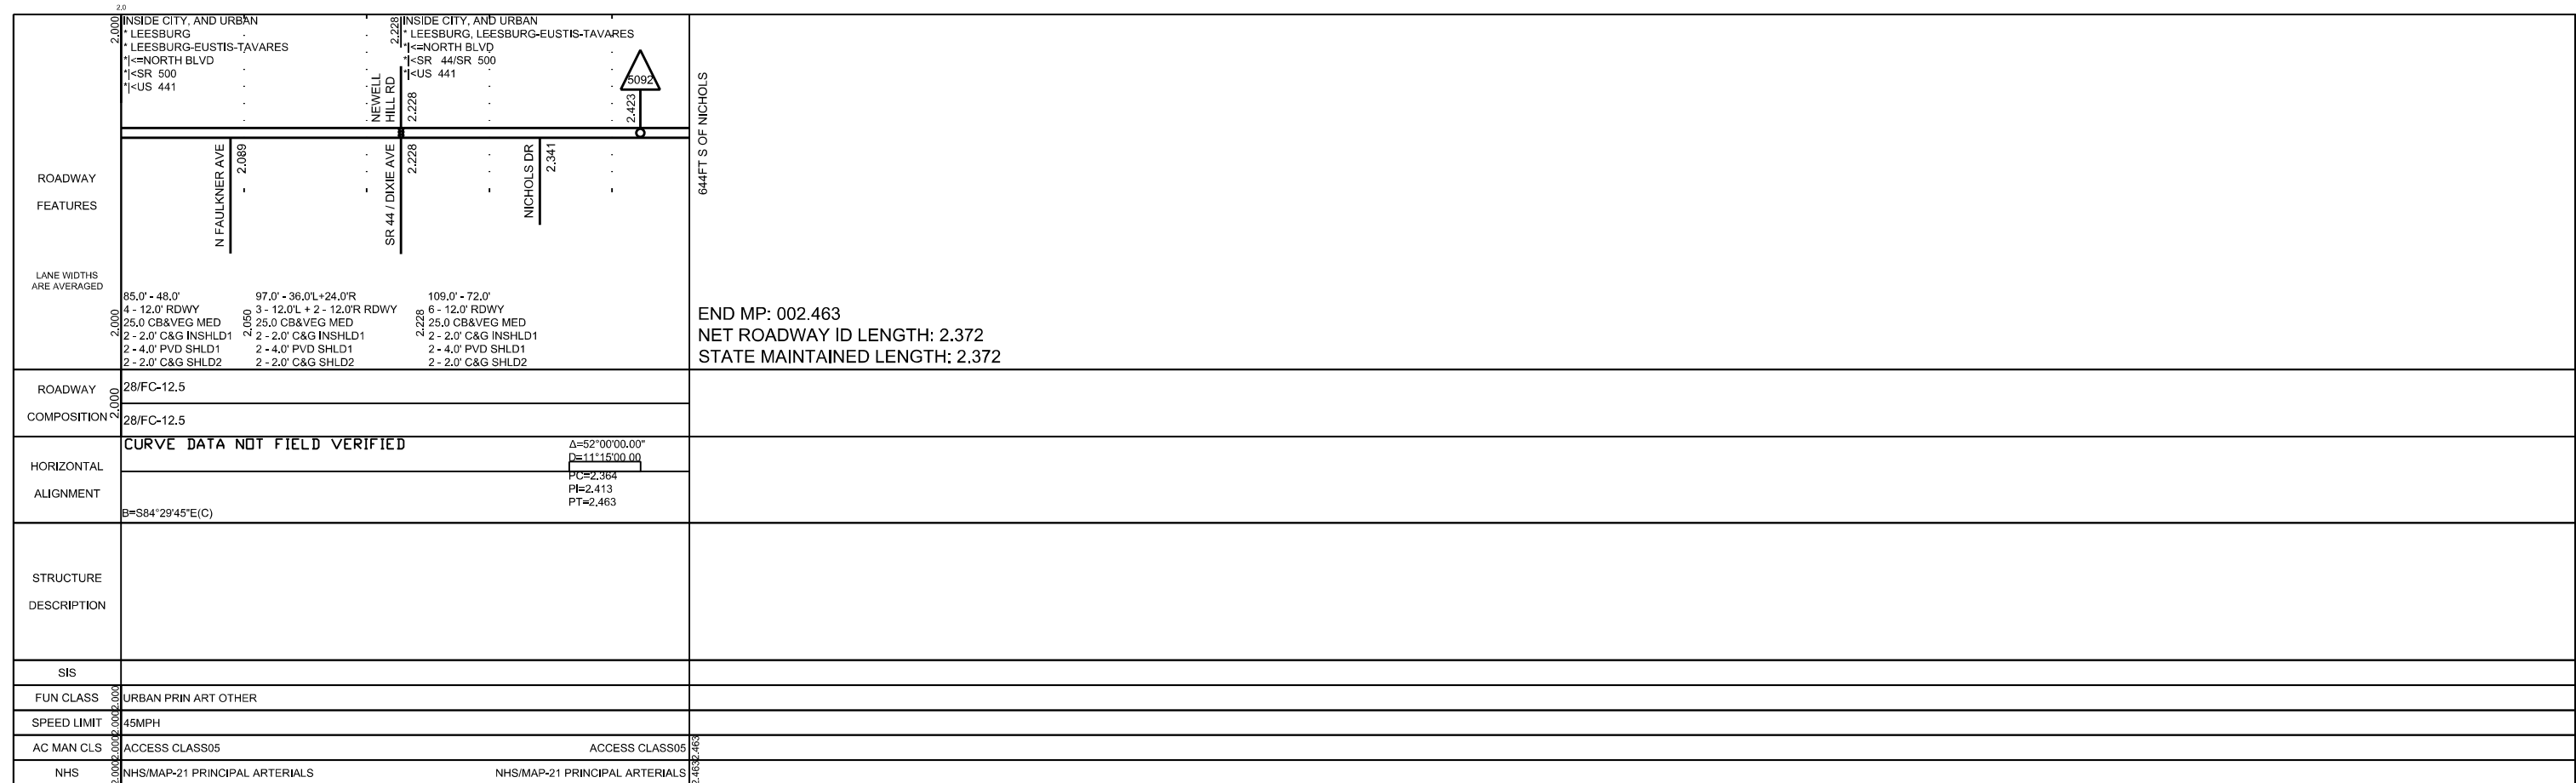 2.0
2.000
INSIDE CITY, AND URBAN
* LEESBURG
* LEESBURG-EUSTIS-TAVARES
*|<=NORTH BLVD
*|<SR 500
*|<US 441
2.228
INSIDE CITY, AND URBAN
* LEESBURG, LEESBURG-EUSTIS-TAVARES
*|<=NORTH BLVD
*|<SR 44/SR 500
*|<US 441
NEWELL
HILL RD
2.228
5092
2.423
644FT S OF NICHOLS
ROADWAY
FEATURES
N FAULKNER AVE
2.089
SR 44 / DIXIE AVE
2.228
NICHOLS DR
2.341
LANE WIDTHS
ARE AVERAGED
2.000
85.0' - 48.0'
4 - 12.0' RDWY
25.0 CB&VEG MED
2 - 2.0' C&G INSHLD1
2 - 4.0' PVD SHLD1
2 - 2.0' C&G SHLD2
2.050
97.0' - 36.0'L+24.0'R
3 - 12.0'L + 2 - 12.0'R RDWY
25.0 CB&VEG MED
2 - 2.0' C&G INSHLD1
2 - 4.0' PVD SHLD1
2 - 2.0' C&G SHLD2
2.228
109.0' - 72.0'
6 - 12.0' RDWY
25.0 CB&VEG MED
2 - 2.0' C&G INSHLD1
2 - 4.0' PVD SHLD1
2 - 2.0' C&G SHLD2
END MP: 002.463
NET ROADWAY ID LENGTH: 2.372
STATE MAINTAINED LENGTH: 2.372
ROADWAY
COMPOSITION
2.000
28/FC-12.5
28/FC-12.5
HORIZONTAL
ALIGNMENT
CURVE DATA NOT FIELD VERIFIED
Δ=52°00'00.00"
D=11°15'00.00
PC=2.364
PI=2.413
PT=2.463
B=S84°29'45"E(C)
STRUCTURE
DESCRIPTION
SIS
FUN CLASS
2.000
URBAN PRIN ART OTHER
SPEED LIMIT
2.000
45MPH
AC MAN CLS
2.000
ACCESS CLASS05
ACCESS CLASS05
2.463
NHS
2.000
NHS/MAP-21 PRINCIPAL ARTERIALS
NHS/MAP-21 PRINCIPAL ARTERIALS
2.463